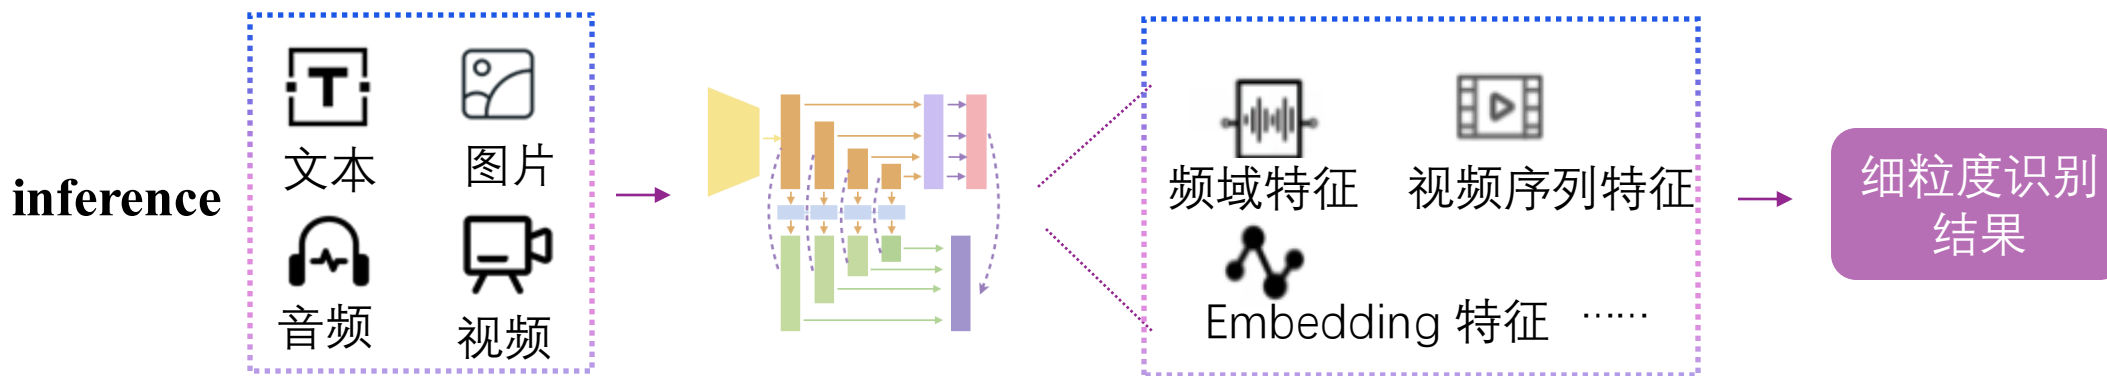 inference
T
文本
图片
音频
视频
频域特征
视频序列特征
Embedding 特征 ……
细粒度识别
结果